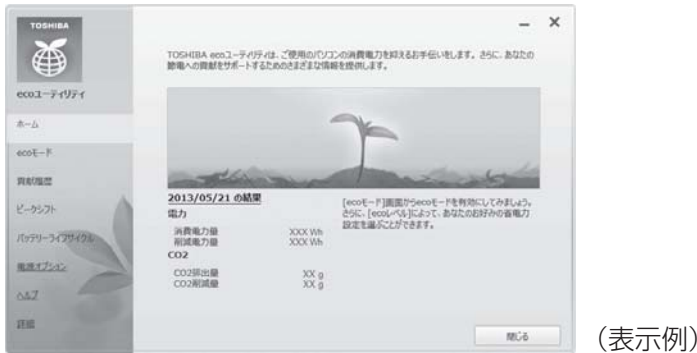 TOSHIBA
ecoユーティリティ
ホーム
ecoモード
貢献履歴
ピークシフト
バッテリーライフサイクル
推奨オプション
ヘルプ
詳細
TOSHIBA ecoユーティリティは、ご使用のパソコンの消費電力を抑えるお手伝いをします。さらに、あなたの
節電への貢献をサポートするためのさまざまな情報を提供します。
2013/05/21 の結果
電力
消費電力量 XXX Wh
削減電力量 XXX Wh
CO2
CO2排出量 XX g
CO2削減量 XX g
[ecoモード]画面からecoモードを有効にしてみましょう。
さらに、[ecoレベル]によって、あなたのお好みの省電力
設定を選ぶことができます。
閉じる
（表示例）